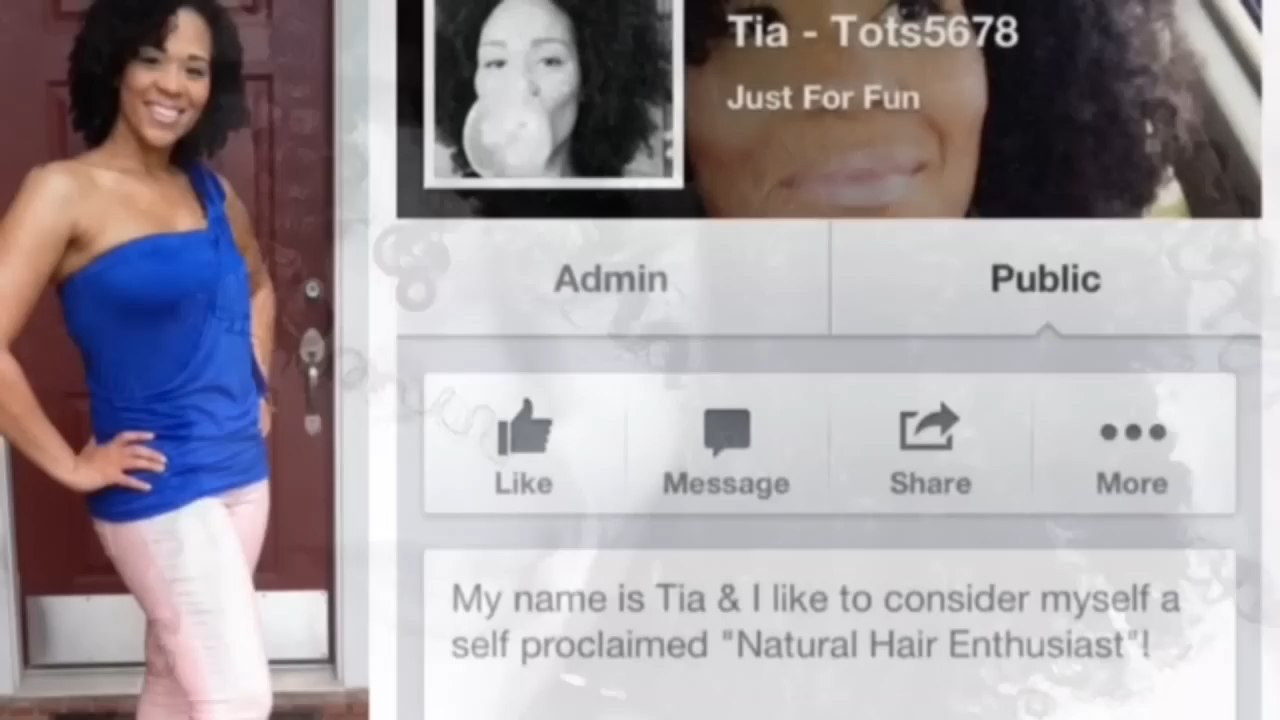 Tia - Tots5678
Just For Fun
Admin
Public
Like
Message
Share
More
My name is Tia & I like to consider myself a
self proclaimed "Natural Hair Enthusiast"!